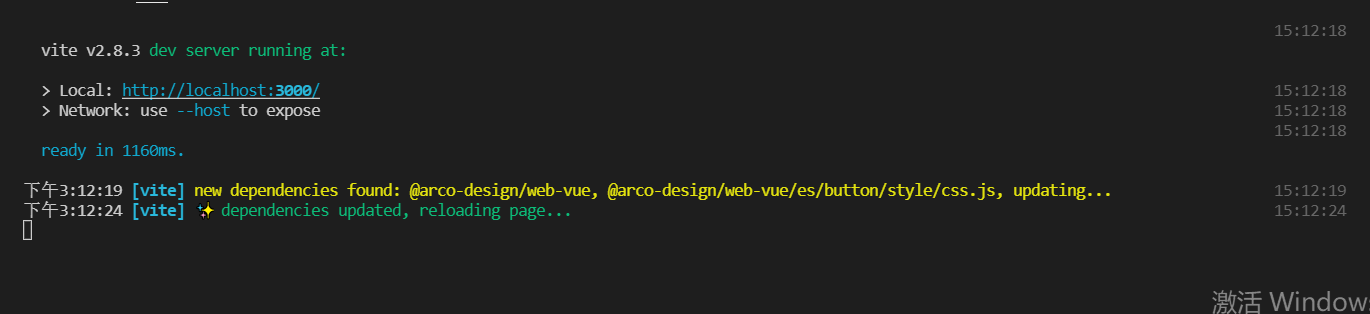 15:12:18
vite v2.8.3 dev server running at:
> Local: http://localhost:3000/ 15:12:18
> Network: use --host to expose 15:12:18
15:12:18
ready in 1160ms.
下午3:12:19 [vite] new dependencies found: @arco-design/web-vue, @arco-design/web-vue/es/button/style/css.js, updating... 15:12:19
下午3:12:24 [vite] ✨ dependencies updated, reloading page... 15:12:24
激活 Windows